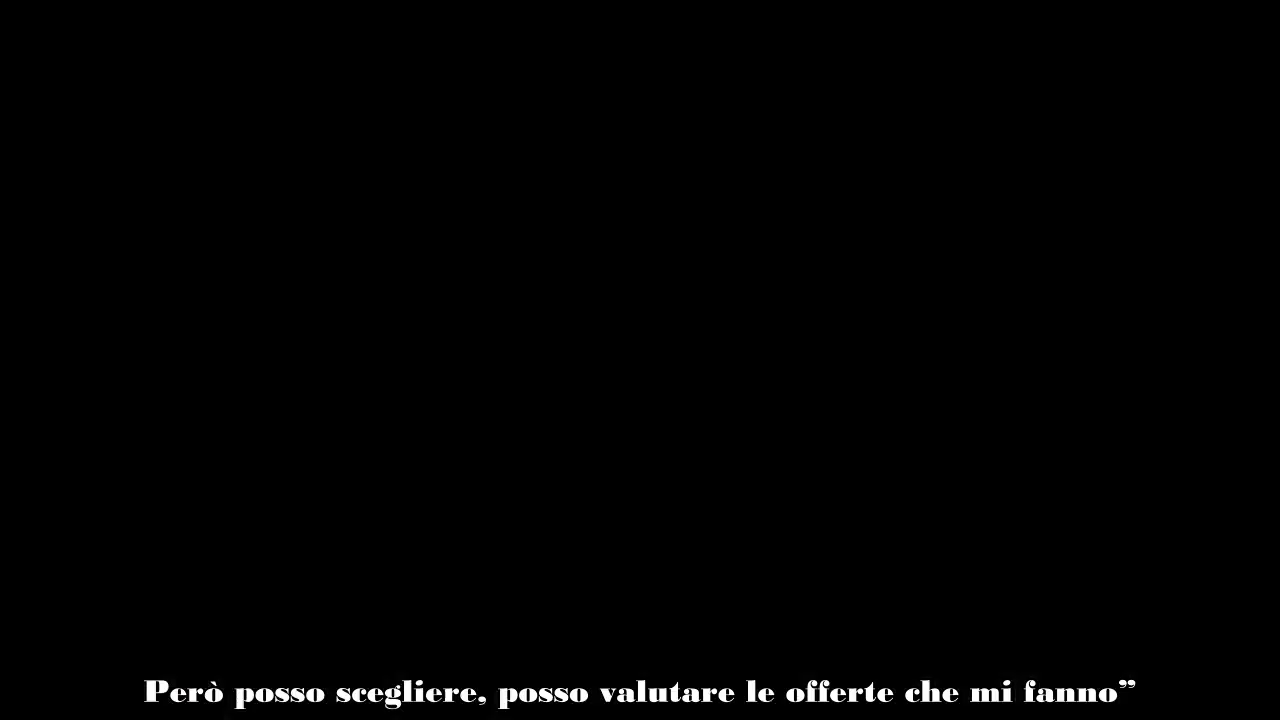 Però posso scegliere, posso valutare le offerte che mi fanno”